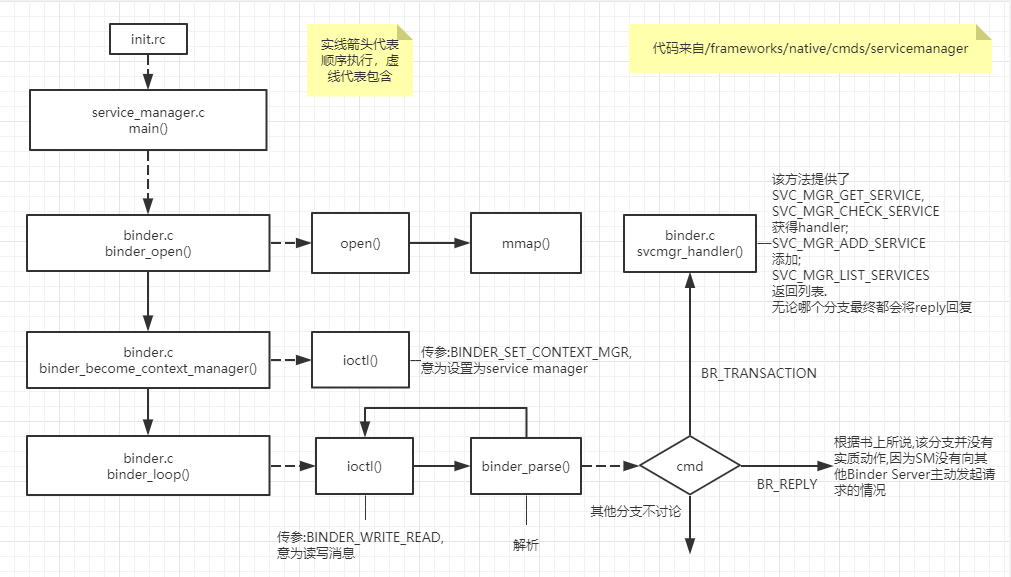 init.rc
实线箭头代表
顺序执行，虚
线代表包含
代码来自/frameworks/native/cmds/servicemanager
service_manager.c
main()
binder.c
binder_open()
open()
mmap()
binder.c
svcmgr_handler()
该方法提供了
SVC_MGR_GET_SERVICE,
SVC_MGR_CHECK_SERVICE
获得handler;
SVC_MGR_ADD_SERVICE
添加;
SVC_MGR_LIST_SERVICES
返回列表.
无论哪个分支最终都会将reply回复
binder.c
binder_become_context_manager()
ioctl()
传参:BINDER_SET_CONTEXT_MGR,
意为设置为service manager
BR_TRANSACTION
binder.c
binder_loop()
ioctl()
binder_parse()
cmd
BR_REPLY
根据书上所说,该分支并没有
实质动作,因为SM没有向其
他Binder Server主动发起请
求的情况
其他分支不讨论
传参:BINDER_WRITE_READ,
意为读写消息
解析